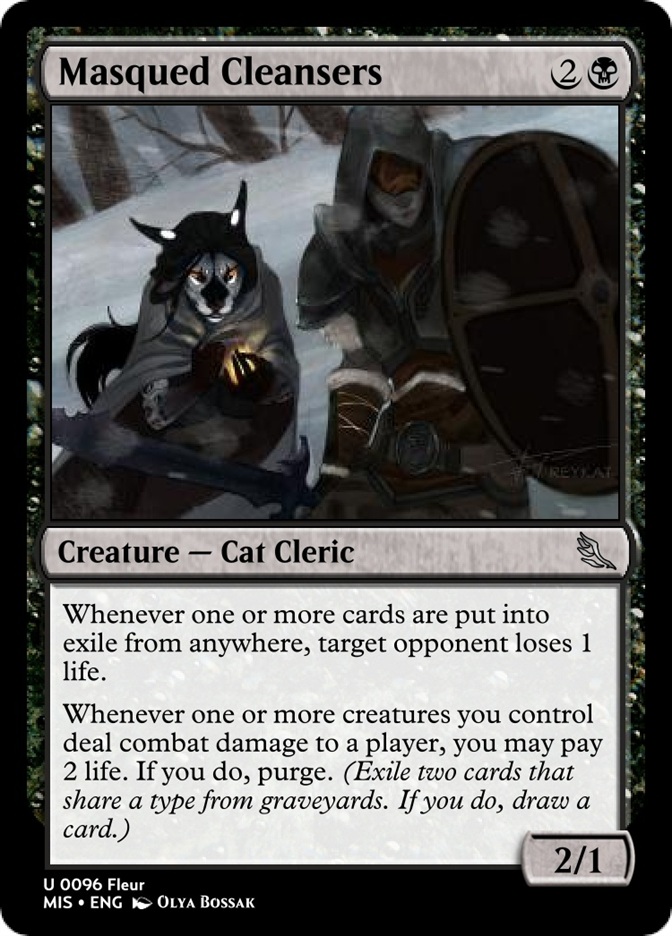 Masqued Cleansers 2
REYKAT
Creature — Cat Cleric
Whenever one or more cards are put into
exile from anywhere, target opponent loses 1
life.
Whenever one or more creatures you control
deal combat damage to a player, you may pay
2 life. If you do, purge. (Exile two cards that
share a type from graveyards. If you do, draw a
card.)
2/1
U 0096 Fleur
MIS • ENG OLYA BOSSAK